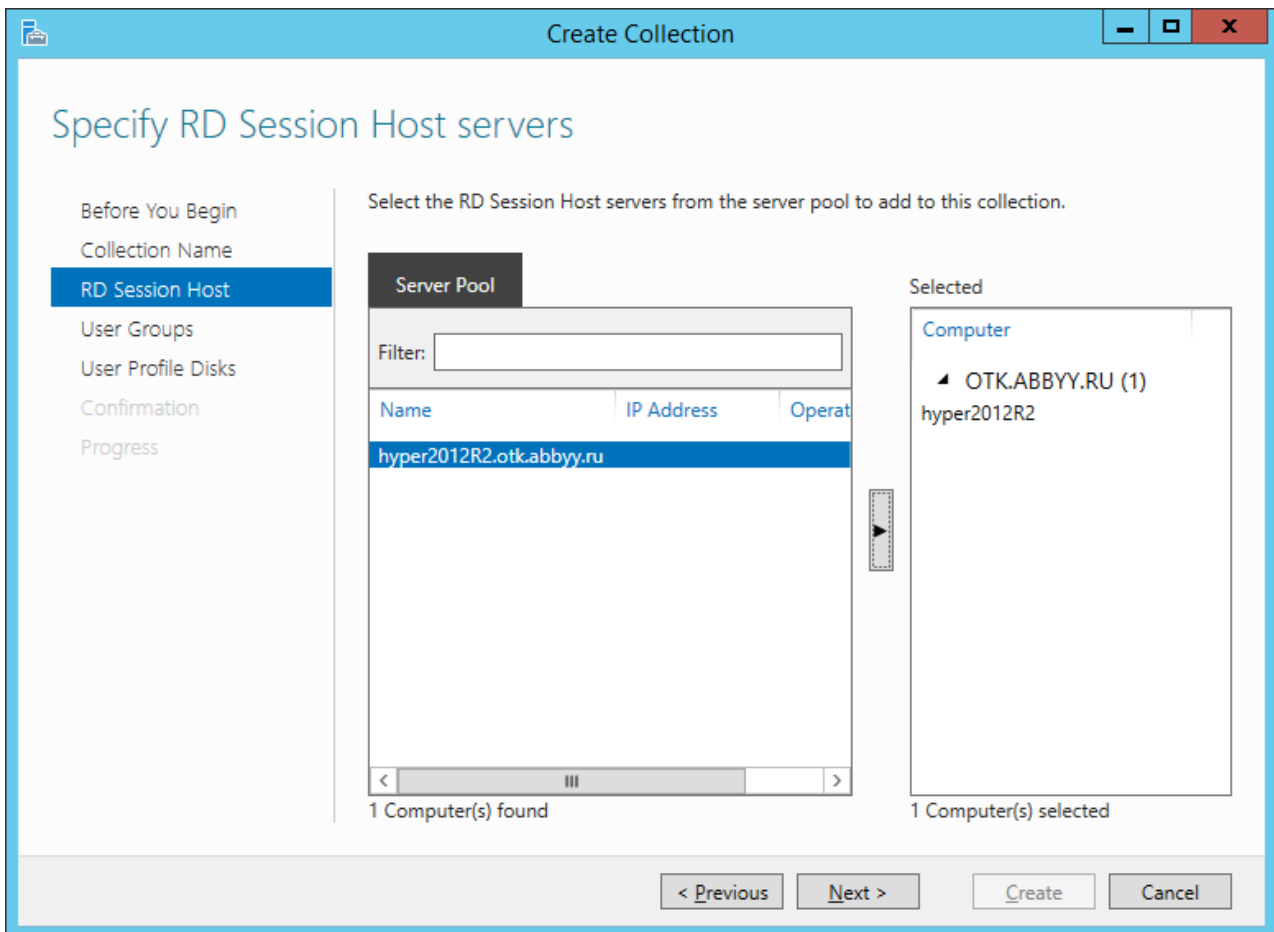 Create Collection
Specify RD Session Host servers
Before You Begin
Collection Name
RD Session Host
User Groups
User Profile Disks
Confirmation
Progress
Select the RD Session Host servers from the server pool to add to this collection.
Server Pool
Filter:
Name IP Address Operat
hyper2012R2.otk.abbyy.ru
1 Computer(s) found
Selected
Computer
OTK.ABBYY.RU (1)
hyper2012R2
1 Computer(s) selected
< Previous Next > Create Cancel